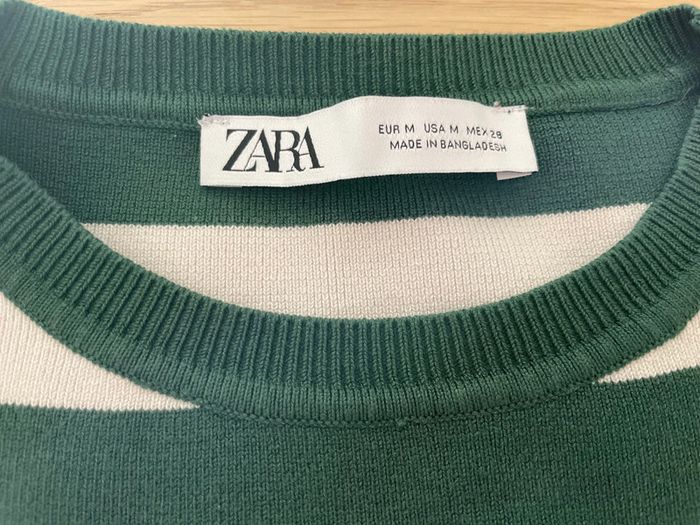 ZARA
EUR M USA M MEX 28
MADE IN BANGLADESH